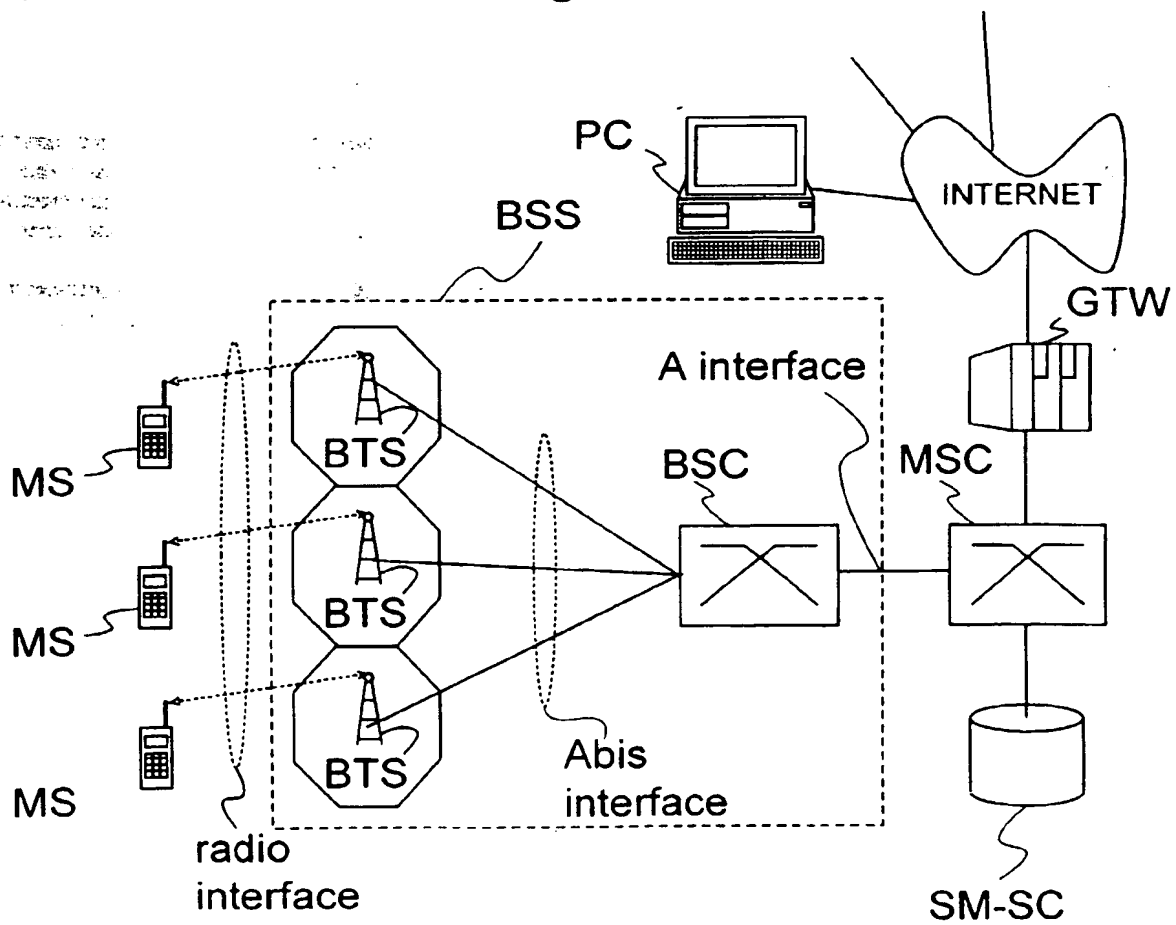 PC
INTERNET
BSS
GTW
A interface
BTS
MS
BSC
MSC
BTS
MS
BTS
Abis
interface
MS
radio
interface
SM-SC